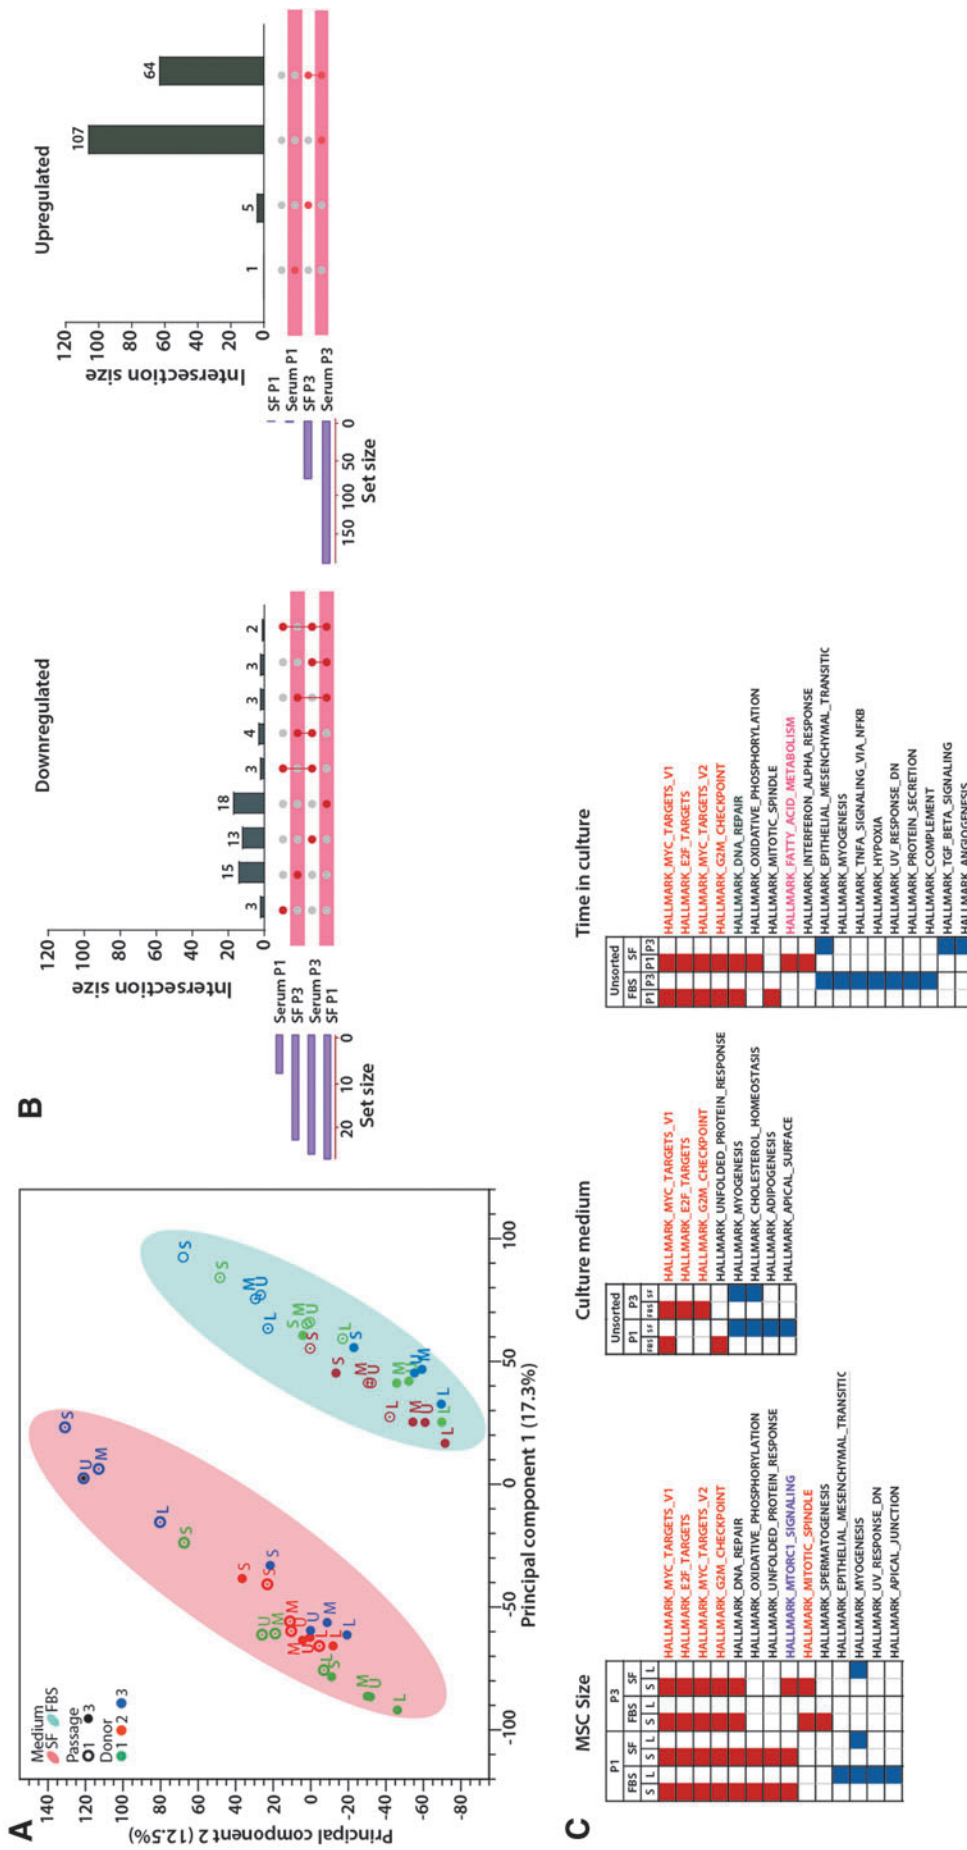 A
Medium
SF FBS
Passage
1 3
Donor
1 2 3
Principal component 2 (12.5%)
140
120
100
80
60
40
20
0
-20
-40
-60
-80
-100 -50 0 50 100
Principal component 1 (17.3%)
S
U
M
L
S
S
U
M
M
U
L
S
M
U
L
S
S
M
U
L
L
S
M
U
L
S
M
U
L
S
M
U
L
S
B
Downregulated
Intersection size
120
100
80
60
40
20
0
3 15 13 18 3 4 3 3 2
Serum P1
SF P3
Serum P3
SF P1
20 10 0
Set size
Upregulated
Intersection size
120
100
80
60
40
20
0
1 5 107 64
SF P1
Serum P1
SF P3
Serum P3
150 100 50 0
Set size
C
MSC Size
P1 P3
FBS SF FBS SF
S L S L S L S L
HALLMARK_MYC_TARGETS_V1
HALLMARK_E2F_TARGETS
HALLMARK_MYC_TARGETS_V2
HALLMARK_G2M_CHECKPOINT
HALLMARK_DNA_REPAIR
HALLMARK_OXIDATIVE_PHOSPHORYLATION
HALLMARK_UNFOLDED_PROTEIN_RESPONSE
HALLMARK_MTORC1_SIGNALING
HALLMARK_MITOTIC_SPINDLE
HALLMARK_SPERMATOGENESIS
HALLMARK_EPITHELIAL_MESENCHYMAL_TRANSITIC
HALLMARK_MYOGENESIS
HALLMARK_UV_RESPONSE_DN
HALLMARK_APICAL_JUNCTION
Culture medium
Unsorted
P1 P3
FBS SF FBS SF
HALLMARK_MYC_TARGETS_V1
HALLMARK_E2F_TARGETS
HALLMARK_G2M_CHECKPOINT
HALLMARK_UNFOLDED_PROTEIN_RESPONSE
HALLMARK_MYOGENESIS
HALLMARK_CHOLESTEROL_HOMEOSTASIS
HALLMARK_ADIPOGENESIS
HALLMARK_APICAL_SURFACE
Time in culture
Unsorted
FBS SF
P1 P3 P1 P3
HALLMARK_MYC_TARGETS_V1
HALLMARK_E2F_TARGETS
HALLMARK_MYC_TARGETS_V2
HALLMARK_G2M_CHECKPOINT
HALLMARK_DNA_REPAIR
HALLMARK_OXIDATIVE_PHOSPHORYLATION
HALLMARK_MITOTIC_SPINDLE
HALLMARK_FATTY_ACID_METABOLISM
HALLMARK_INTERFERON_ALPHA_RESPONSE
HALLMARK_EPITHELIAL_MESENCHYMAL_TRANSITIC
HALLMARK_MYOGENESIS
HALLMARK_TNFA_SIGNALING_VIA_NFKB
HALLMARK_HYPOXIA
HALLMARK_UV_RESPONSE_DN
HALLMARK_PROTEIN_SECRETION
HALLMARK_COMPLEMENT
HALLMARK_TGF_BETA_SIGNALING
HALLMARK_ANGIOGENESIS